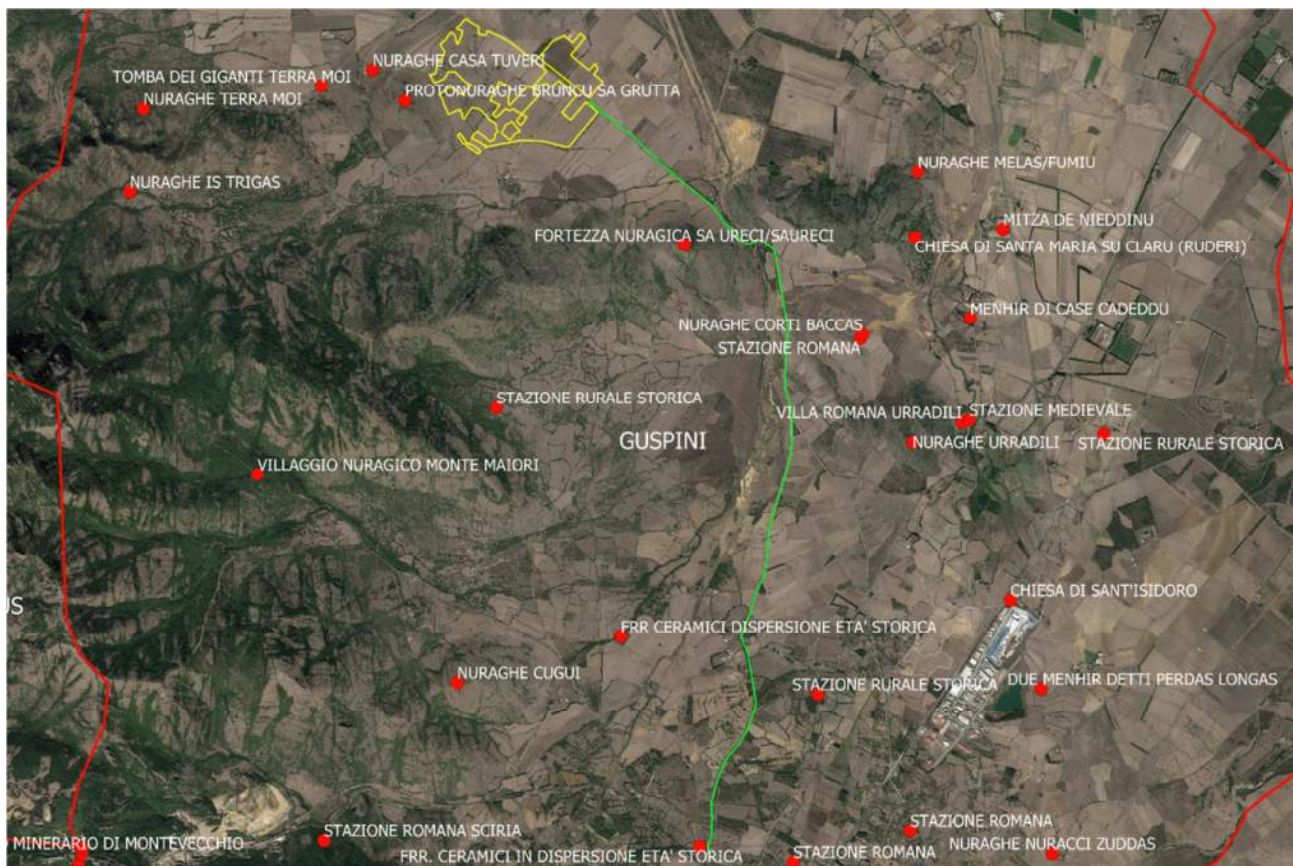 NURAGHE CASA TUVERI
TOMBA DEI GIGANTI TERRA MOI
PROTONURAGHE BRUNCU SA GRUTTA
NURAGHE TERRA MOI
NURAGHE MELAS/FUMIU
NURAGHE IS TRIGAS
MITZA DE NIEDDINU
FORTEZZA NURAGICA SA URECI/SAURECI
CHIESA DI SANTA MARIA SU CLARU (RUDERI)
MENHIR DI CASE CADEDDU
NURAGHE CORTI BACCAS
STAZIONE ROMANA
STAZIONE RURALE STORICA
VILLA ROMANA URRADILI
STAZIONE MEDIEVALE
GUSPINI
NURAGHE URRADILI
STAZIONE RURALE STORICA
VILLAGGIO NURAGICO MONTE MAIORI
CHIESA DI SANT'ISIDORO
US
FRR CERAMICI DISPERSIONE ETA' STORICA
NURAGHE CUGUI
STAZIONE RURALE STORICA
DUE MENHIR DETTI PERDAS LONGAS
STAZIONE ROMANA SCIRIA
STAZIONE ROMANA
MINERARIO DI MONTEVECCHIO
NURAGHE NURACCI ZUDDAS
FRR. CERAMICI IN DISPERSIONE ETA' STORICA
STAZIONE ROMANA